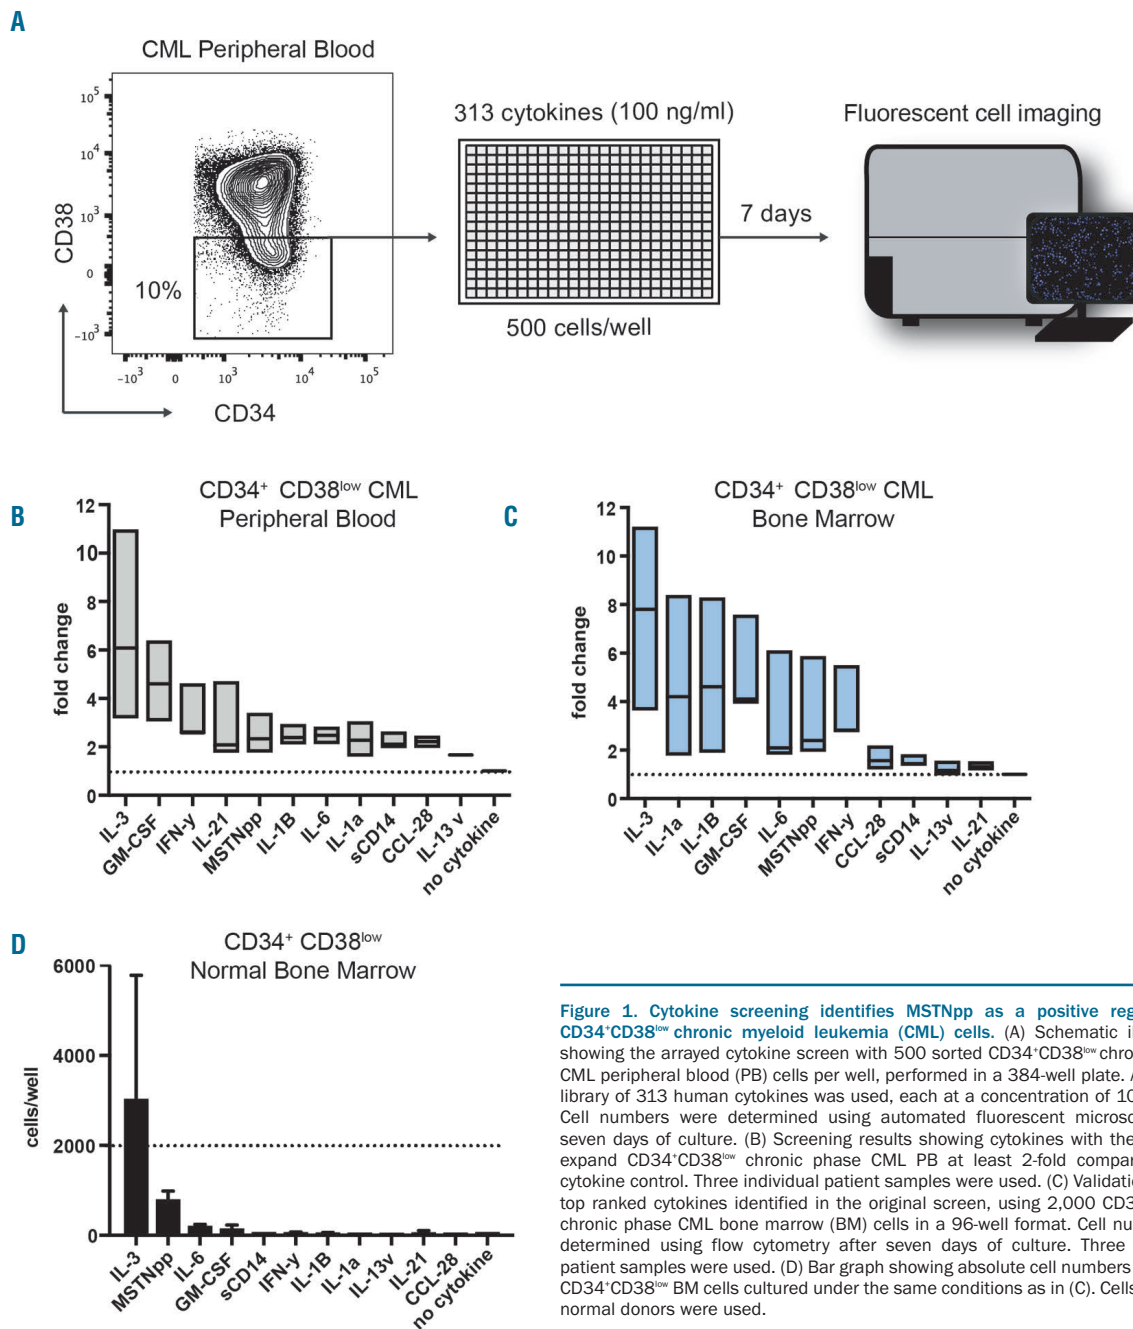 A
CML Peripheral Blood
10⁵
10⁴
10³
0
-10³
CD38
10%
-10³ 0 10³ 10⁴ 10⁵
CD34
313 cytokines (100 ng/ml)
500 cells/well
7 days
Fluorescent cell imaging
B
CD34⁺ CD38ˡᵒʷ CML
Peripheral Blood
fold change
12
10
8
6
4
2
0
IL-3
GM-CSF
IFN-y
IL-21
MSTNpp
IL-1B
IL-6
IL-1a
sCD14
CCL-28
IL-13 v
no cytokine
C
CD34⁺ CD38ˡᵒʷ CML
Bone Marrow
fold change
12
10
8
6
4
2
0
IL-3
IL-1a
IL-1B
GM-CSF
IL-6
MSTNpp
IFN-y
CCL-28
sCD14
IL-13v
IL-21
no cytokine
D
CD34⁺ CD38ˡᵒʷ
Normal Bone Marrow
cells/well
6000
4000
2000
0
IL-3
MSTNpp
IL-6
GM-CSF
sCD14
IFN-y
IL-1B
IL-1a
IL-13v
IL-21
CCL-28
no cytokine
Figure 1. Cytokine screening identifies MSTNpp as a positive reg
CD34⁺CD38ˡᵒʷ chronic myeloid leukemia (CML) cells. (A) Schematic i
showing the arrayed cytokine screen with 500 sorted CD34⁺CD38ˡᵒʷ chro
CML peripheral blood (PB) cells per well, performed in a 384-well plate. A
library of 313 human cytokines was used, each at a concentration of 10
Cell numbers were determined using automated fluorescent microsc
seven days of culture. (B) Screening results showing cytokines with the
expand CD34⁺CD38ˡᵒʷ chronic phase CML PB at least 2-fold compar
cytokine control. Three individual patient samples were used. (C) Validatio
top ranked cytokines identified in the original screen, using 2,000 CD3
chronic phase CML bone marrow (BM) cells in a 96-well format. Cell nu
determined using flow cytometry after seven days of culture. Three
patient samples were used. (D) Bar graph showing absolute cell numbers
CD34⁺CD38ˡᵒʷ BM cells cultured under the same conditions as in (C). Cells
normal donors were used.